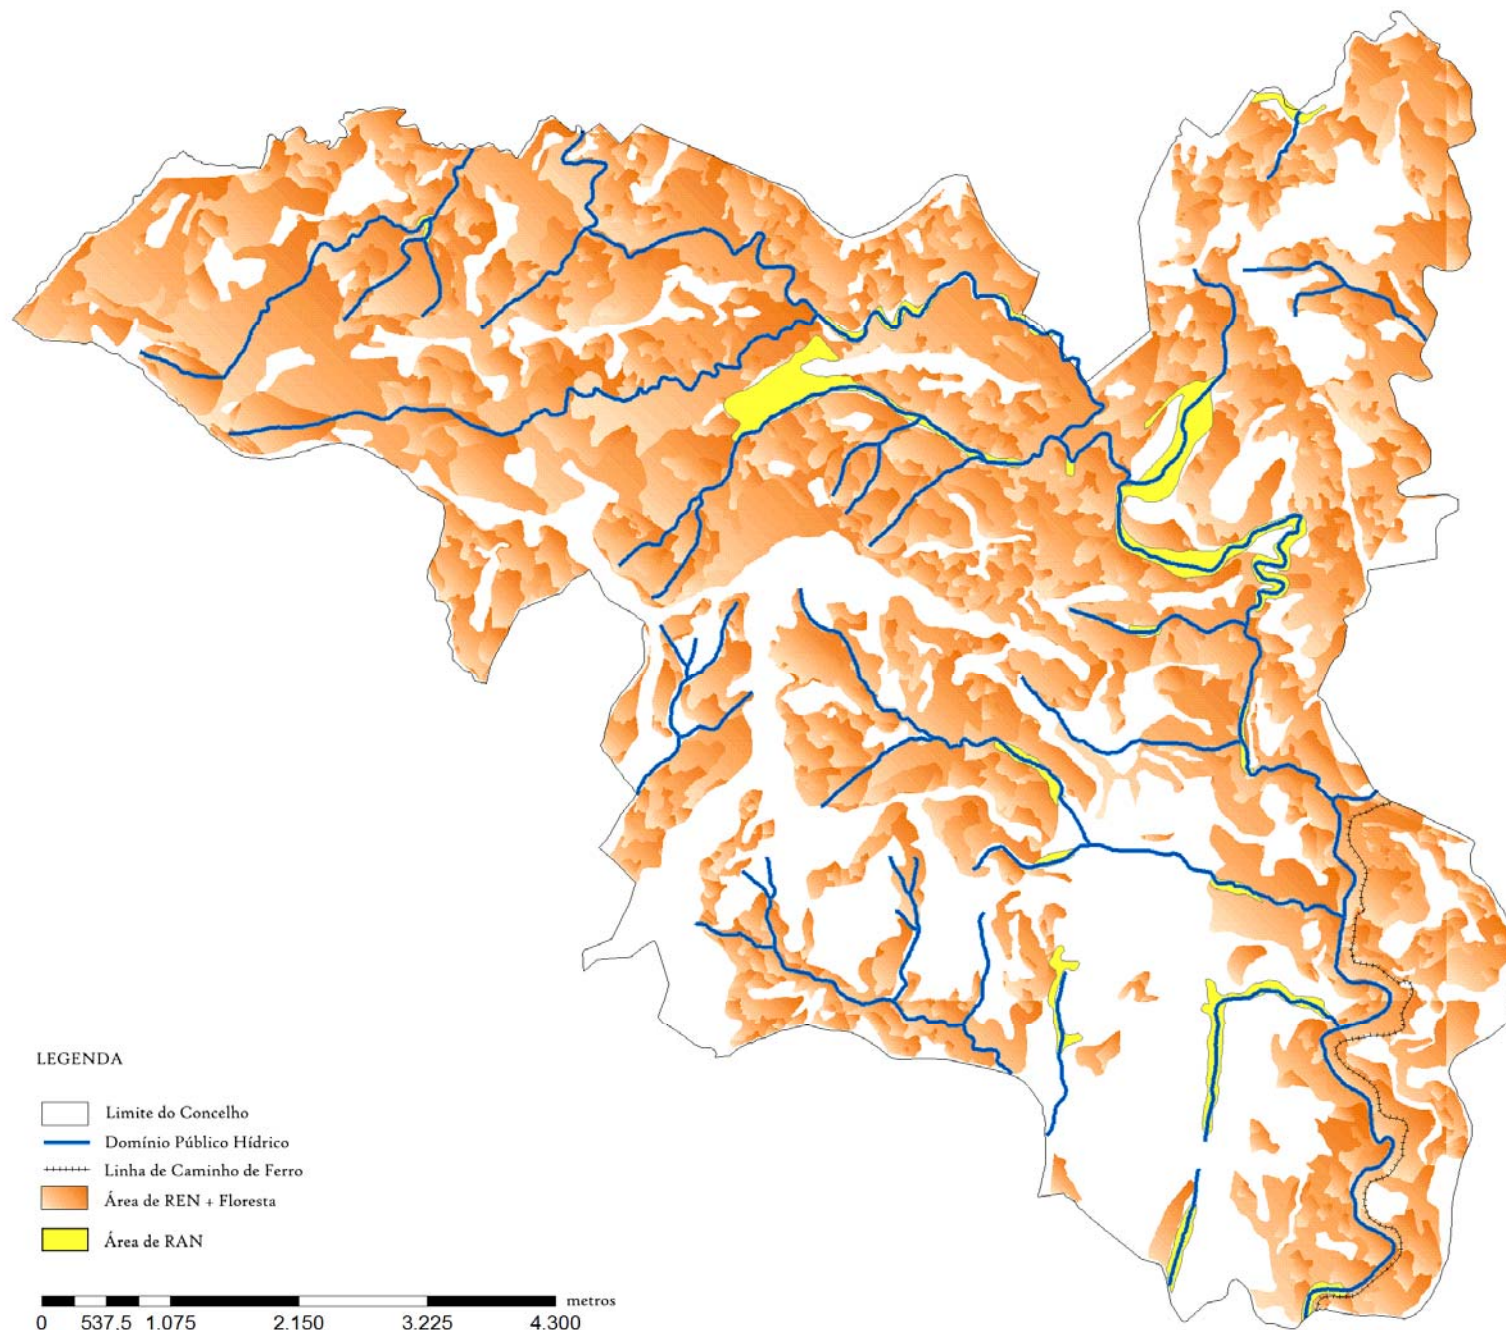 LEGENDA
Limite do Concelho
Domínio Público Hídrico
Linha de Caminho de Ferro
Área de REN + Floresta
Área de RAN
metros
0 537.5 1.075 2.150 3.225 4.300